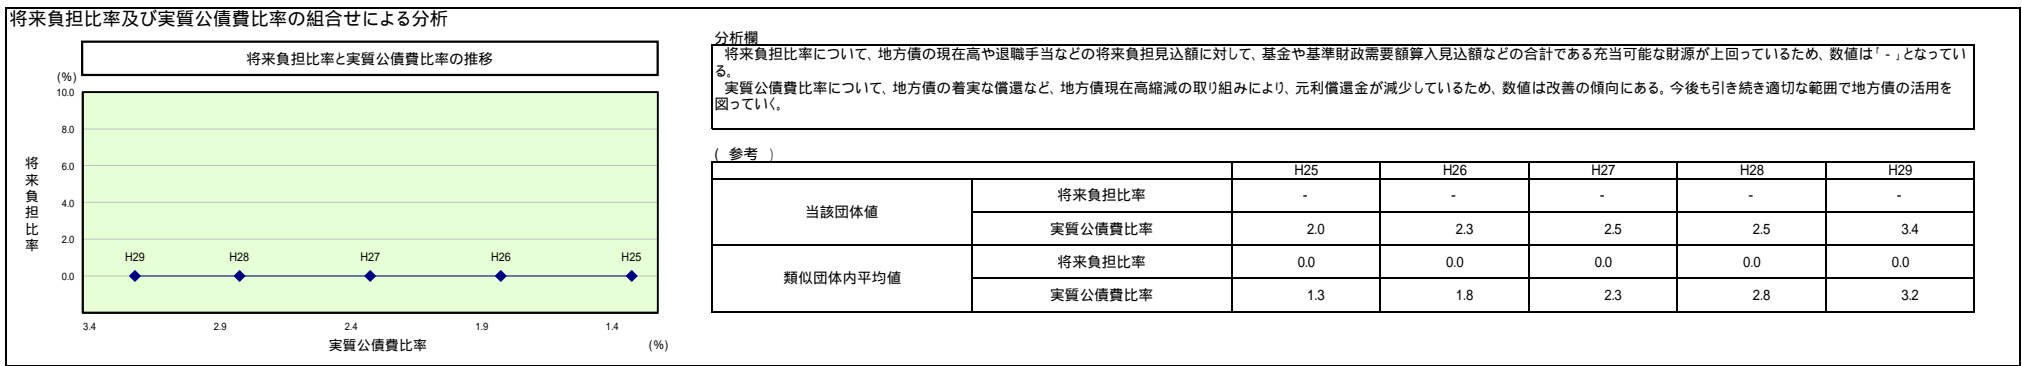 将来負担比率及び実質公債費比率の組合せによる分析
将来負担比率と実質公債費比率の推移
(%)
10.0
8.0
6.0
4.0
2.0
0.0
将来負担比率
H29 H28 H27 H26 H25
3.4 2.9 2.4 1.9 1.4
実質公債費比率 (%)
分析欄
将来負担比率について、地方債の現在高や退職手当などの将来負担見込額に対して、基金や基準財政需要額算入見込額などの合計である充当可能な財源が上回っているため、数値は「-」となってい
る。
実質公債費比率について、地方債の着実な償還など、地方債現在高縮減の取り組みにより、元利償還金が減少しているため、数値は改善の傾向にある。今後も引き続き適切な範囲で地方債の活用を
図っていく。
( 参考 )
H25 H26 H27 H28 H29
当該団体値 将来負担比率 - - - - -
実質公債費比率 2.0 2.3 2.5 2.5 3.4
類似団体内平均値 将来負担比率 0.0 0.0 0.0 0.0 0.0
実質公債費比率 1.3 1.8 2.3 2.8 3.2